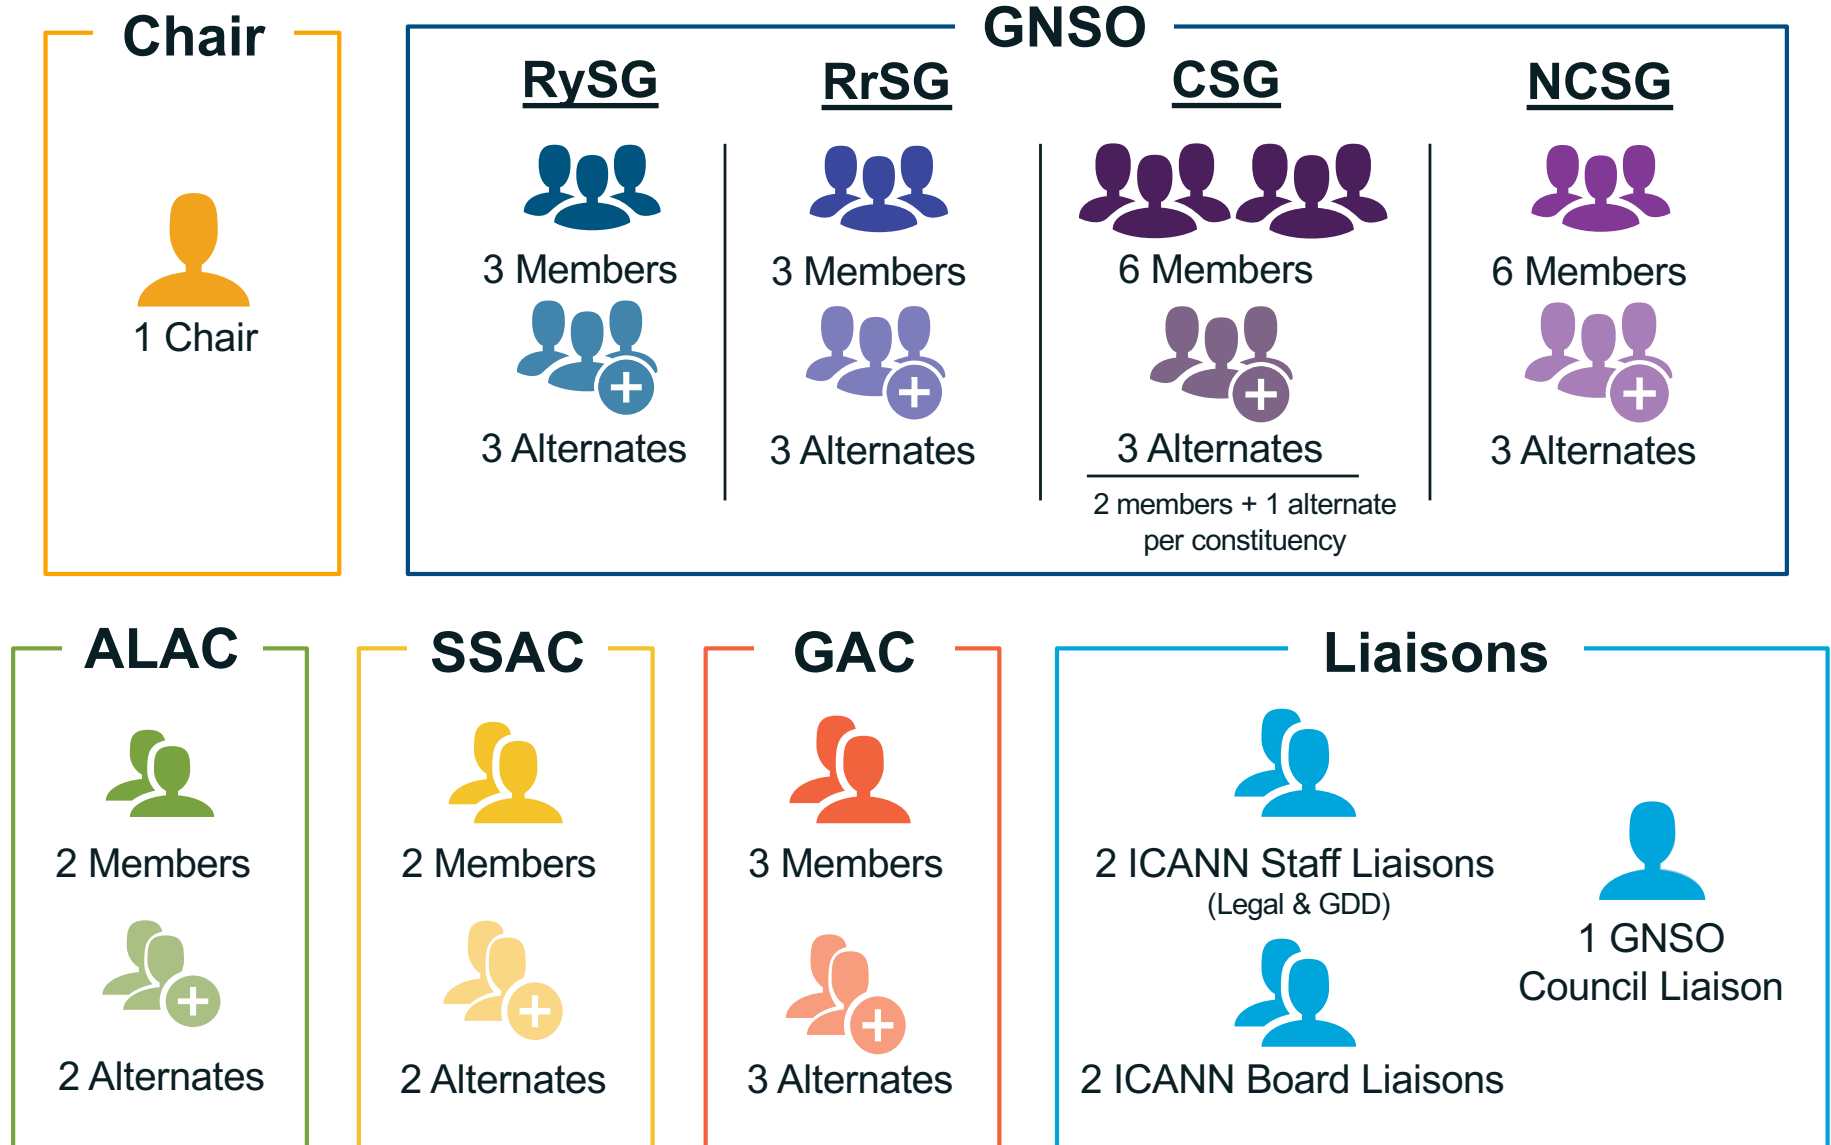 Chair
1 Chair
GNSO
RySG
3 Members
3 Alternates
RrSG
3 Members
3 Alternates
CSG
6 Members
3 Alternates
2 members + 1 alternate
per constituency
NCSG
6 Members
3 Alternates
ALAC
2 Members
2 Alternates
SSAC
2 Members
2 Alternates
GAC
3 Members
3 Alternates
Liaisons
2 ICANN Staff Liaisons
(Legal & GDD)
2 ICANN Board Liaisons
1 GNSO
Council Liaison